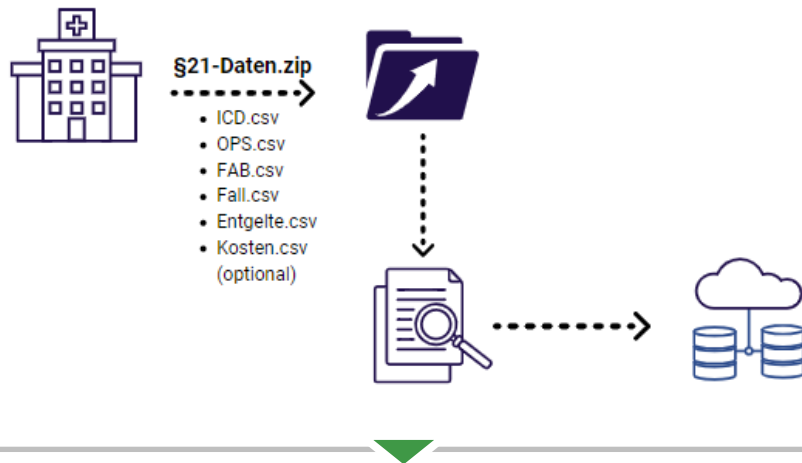 §21-Daten.zip
• ICD.csv
• OPS.csv
• FAB.csv
• Fall.csv
• Entgelte.csv
• Kosten.csv
(optional)